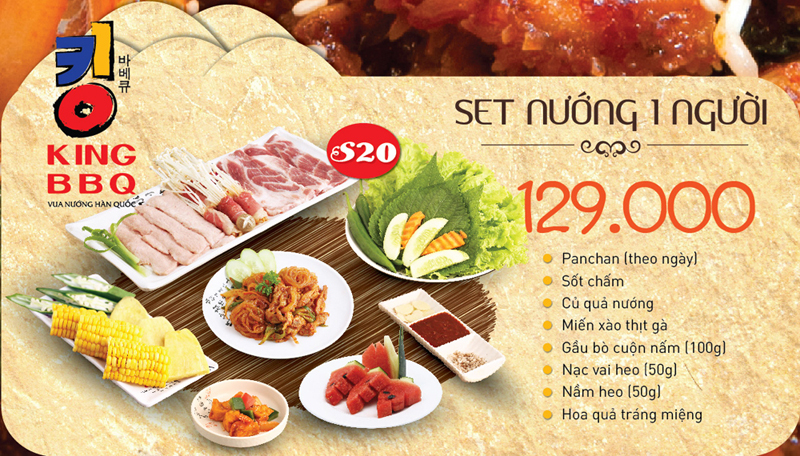 킹
바베큐
KING
BBQ
VUA NƯỚNG HÀN QUỐC
S20
SET NƯỚNG 1 NGƯỜI
129.000
Panchan (theo ngày)
Sốt chấm
Củ quả nướng
Miến xào thịt gà
Gầu bò cuộn nấm (100g)
Nạc vai heo (50g)
Nầm heo (50g)
Hoa quả tráng miệng